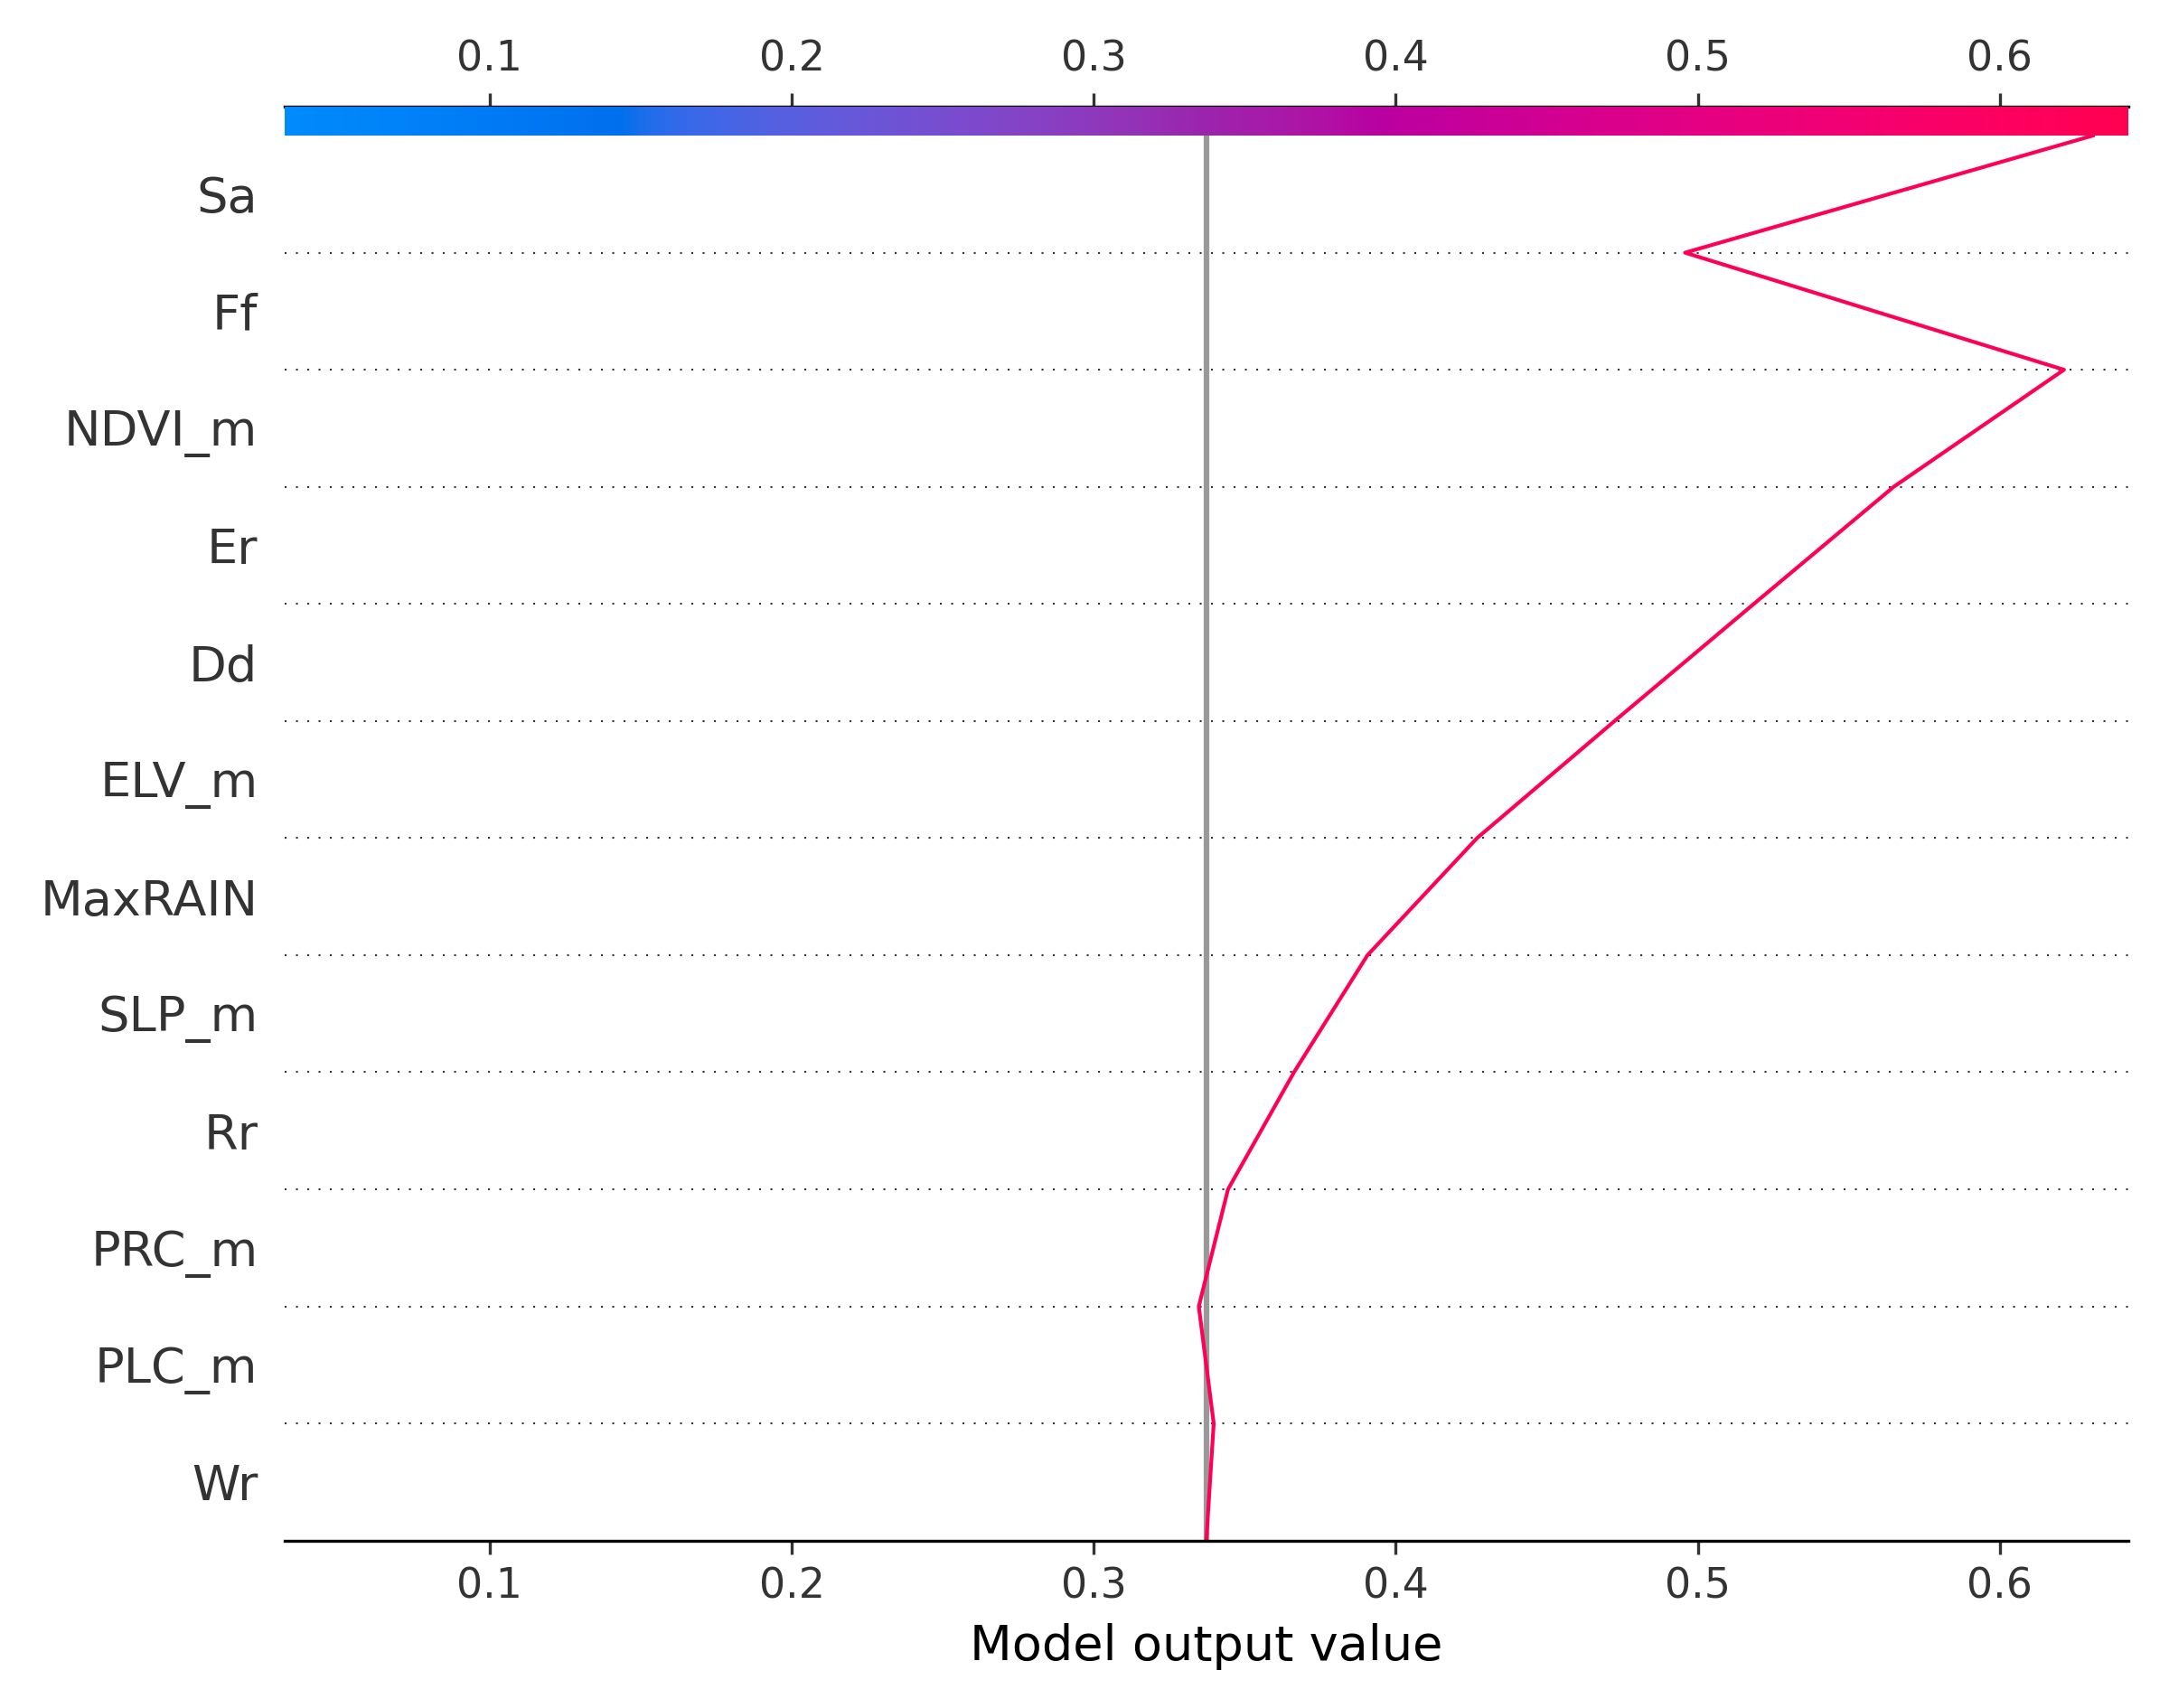 0.1 0.2 0.3 0.4 0.5 0.6
Sa
Ff
NDVI_m
Er
Dd
ELV_m
MaxRAIN
SLP_m
Rr
PRC_m
PLC_m
Wr
0.1 0.2 0.3 0.4 0.5 0.6
Model output value